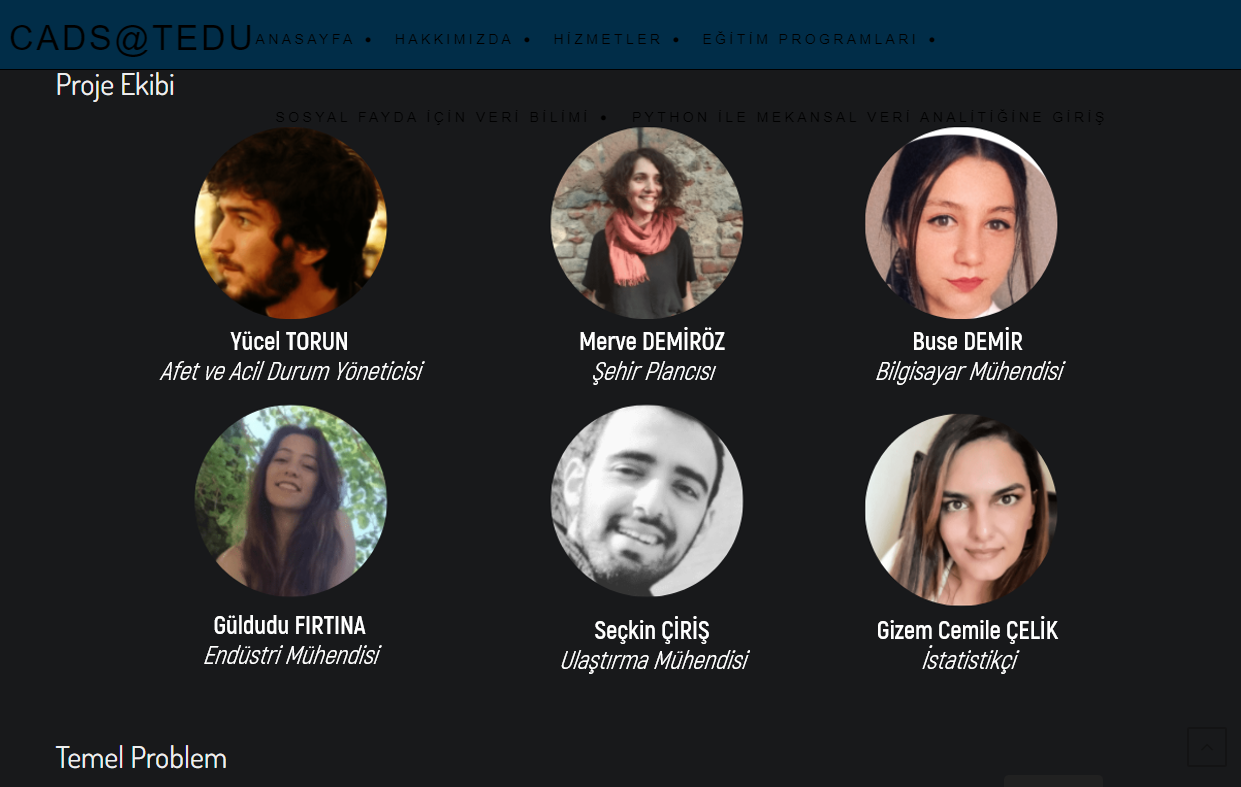 CADS@TEDU
ANASAYFA • HAKKIMIZDA • HİZMETLER • EĞİTİM PROGRAMLARI •
Proje Ekibi
SOSYAL FAYDA İÇİN VERİ BİLİMİ • PYTHON İLE MEKANSAL VERİ ANALİTİĞİNE GİRİŞ
Yücel TORUN
Afet ve Acil Durum Yöneticisi
Merve DEMİRÖZ
Şehir Plancısı
Buse DEMİR
Bilgisayar Mühendisi
Güldudu FIRTINA
Endüstri Mühendisi
Seçkin ÇİRİŞ
Ulaştırma Mühendisi
Gizem Cemile ÇELİK
İstatistikçi
Temel Problem